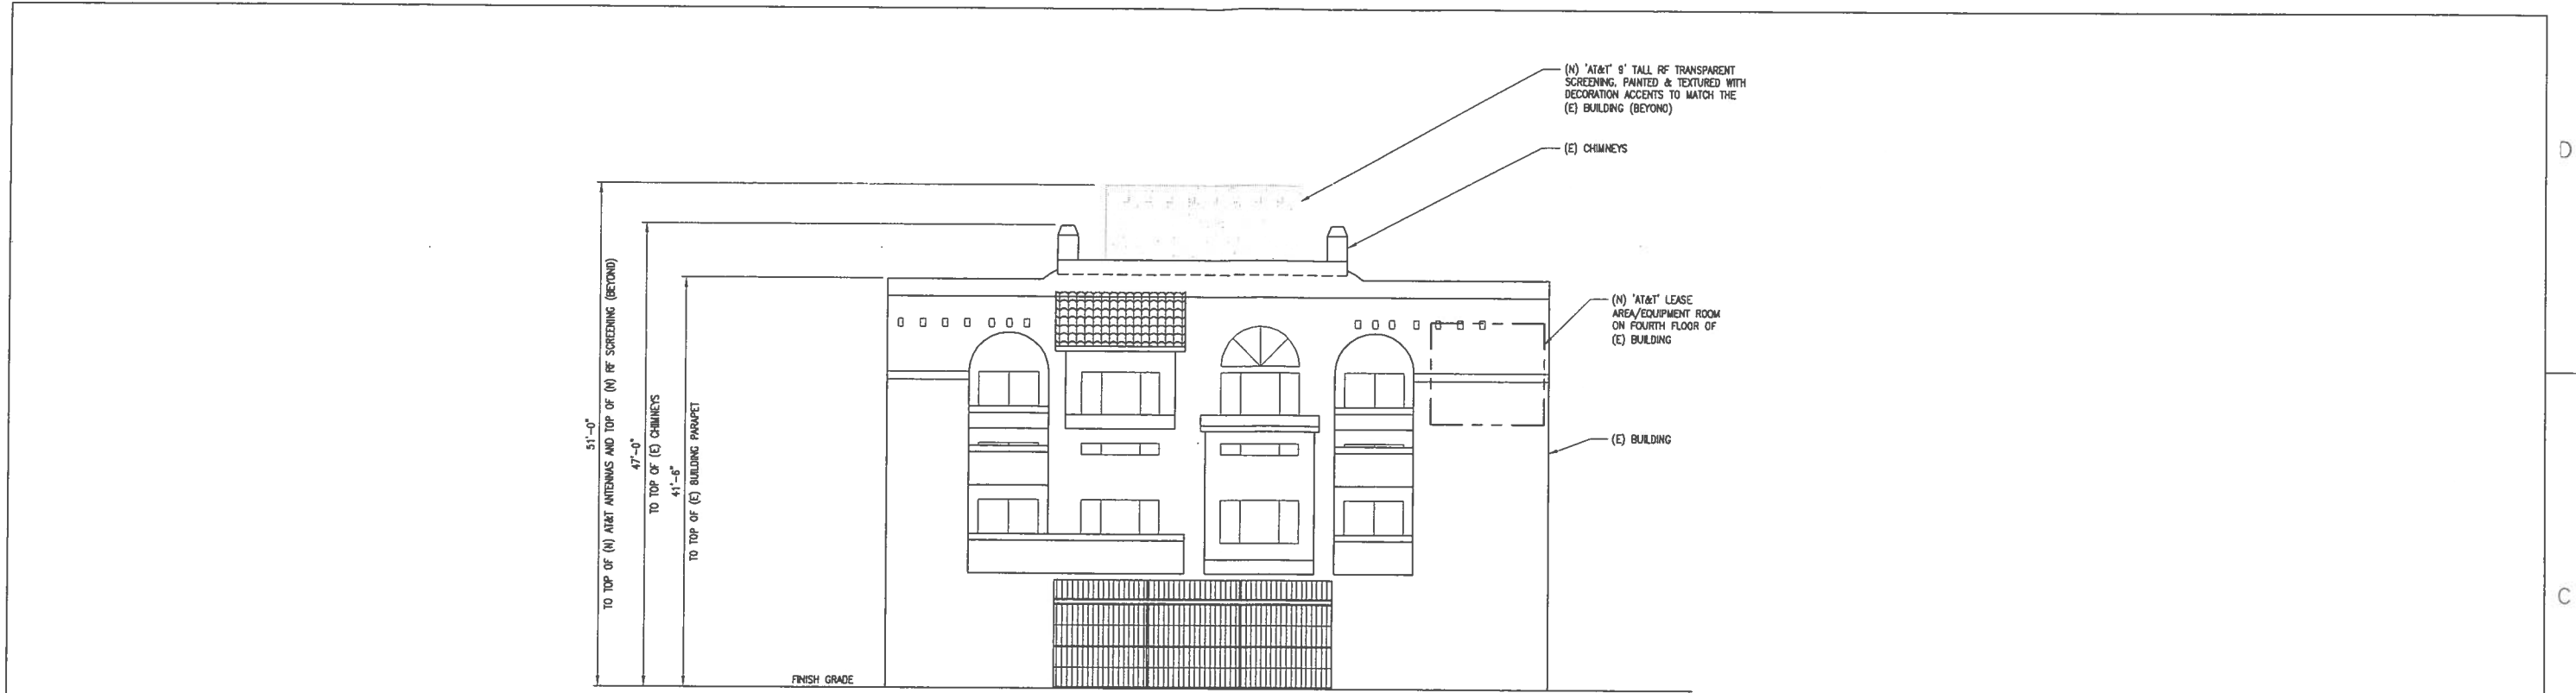 (N) 'AT&T' 9' TALL RF TRANSPARENT
SCREENING, PAINTED & TEXTURED WITH
DECORATION ACCENTS TO MATCH THE
(E) BUILDING (BEYOND)
(E) CHIMNEYS
D
(N) 'AT&T' LEASE
AREA/EQUIPMENT ROOM
ON FOURTH FLOOR OF
(E) BUILDING
(E) BUILDING
51'-0"
TO TOP OF (N) AT&T ANTENNAS AND TOP OF (N) RF SCREENING (BEYOND)
47'-0"
TO TOP OF (E) CHIMNEYS
41'-6"
TO TOP OF (E) BUILDING PARAPET
C
FINISH GRADE